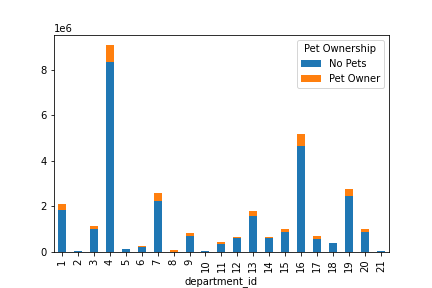 1e6
Pet Ownership
No Pets
Pet Owner
8
6
4
2
0
1 2 3 4 5 6 7 8 9 10 11 12 13 14 15 16 17 18 19 20 21
department_id